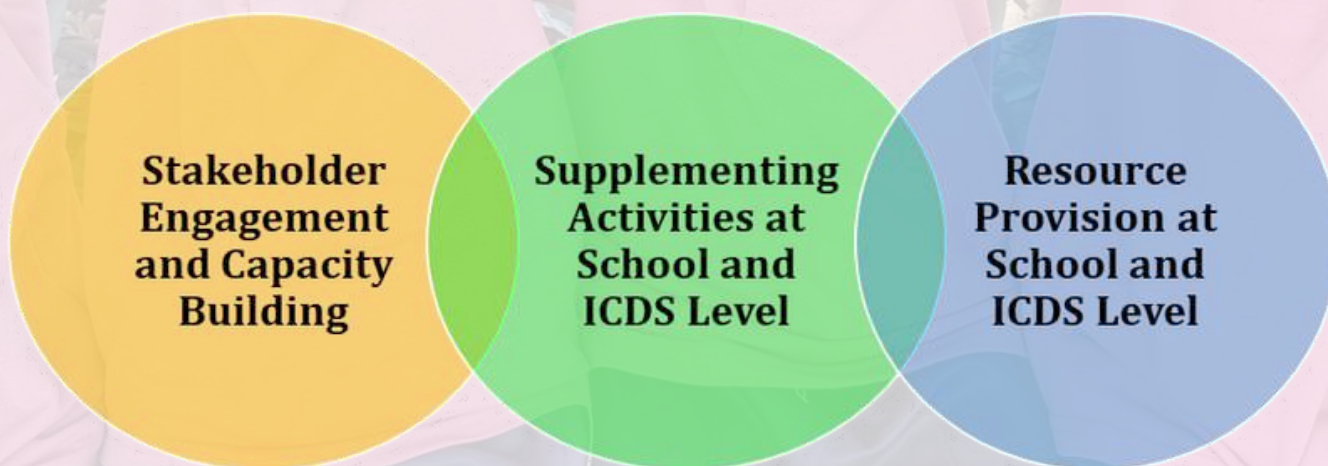 Stakeholder
Engagement
and Capacity
Building
Supplementing
Activities at
School and
ICDS Level
Resource
Provision at
School and
ICDS Level